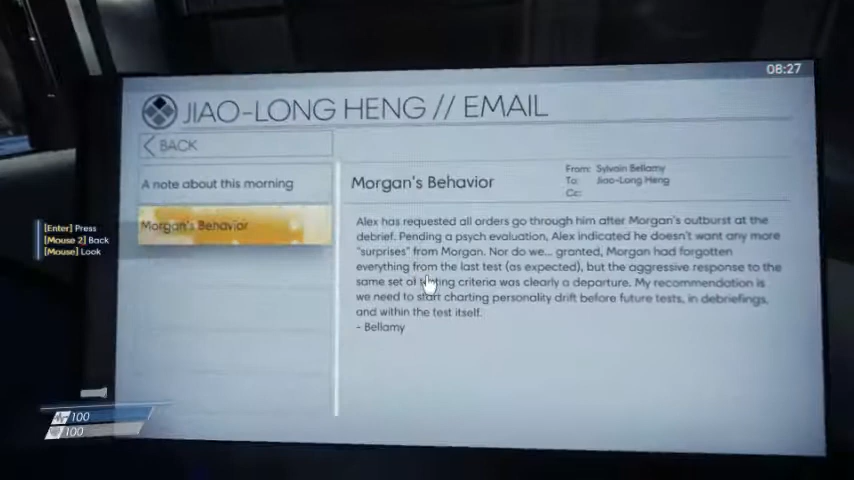 08:27
JIAO-LONG HENG // EMAIL
BACK
A note about this morning
Morgan's Behavior
Morgan's Behavior
From: Sylvain Bellamy
To: Jiao-Long Heng
Cc:
Alex has requested all orders go through him after Morgan's outburst at the
debrief. Pending a psych evaluation, Alex indicated he doesn't want any more
"surprises" from Morgan. Nor do we... granted, Morgan had forgotten
everything from the last test (as expected), but the aggressive response to the
same set of testing criteria was clearly a departure. My recommendation is
we need to start charting personality drift before future tests, in debriefings,
and within the test itself.
- Bellamy
[Enter] Press
[Mouse 2] Back
[Mouse] Look
100
100